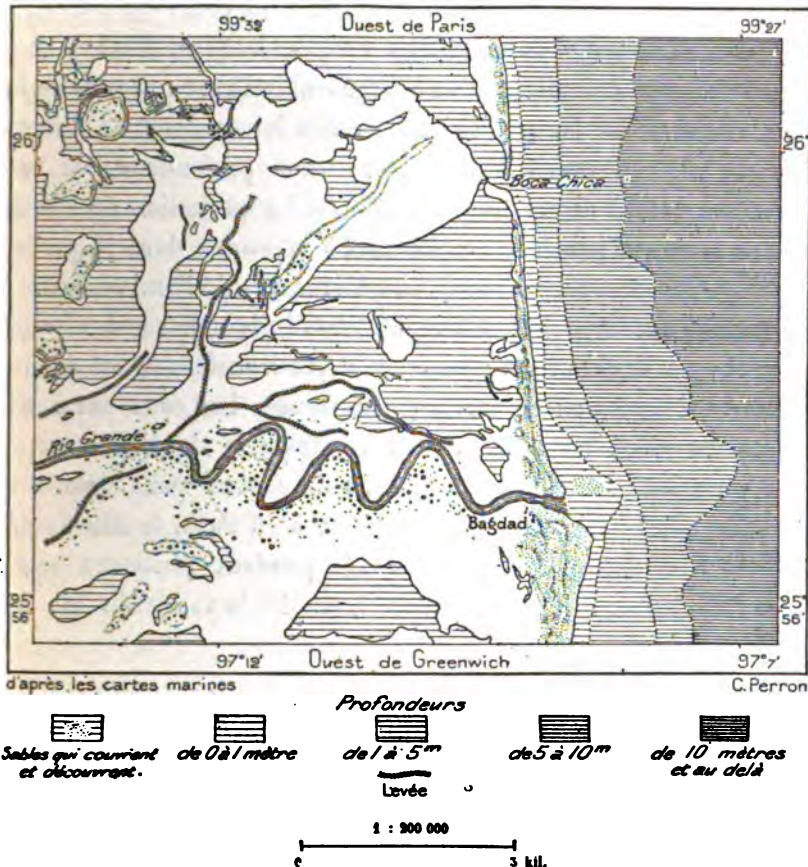 99°32' Ouest de Paris 99°27'
26° 26°
Boca-Chica
Rio Grande
Bagdad
25° 25°
56' 56'
97°12' Ouest de Greenwich 97°7'
d'après les cartes marines C. Perron
Profondeurs
Sables qui couvrent et découvrent.
de 0 à 1 mètre
de 1 à 5m
de 5 à 10m
de 10 mètres et au delà
Levée
1 : 200 000
0 3 kil.